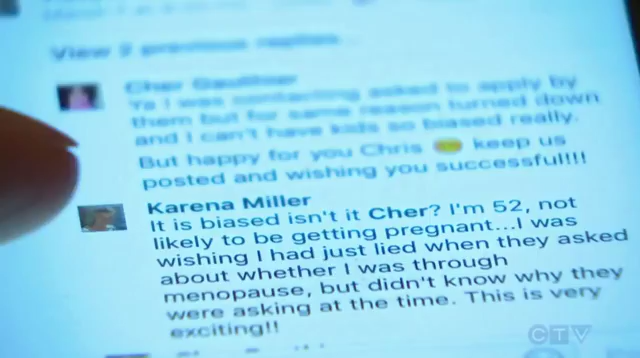 View 2 previous replies...
Ya I was contacting asked to apply by
them but for same reason turned down
and I can't have kids so biased really.
But happy for you Chris keep us
posted and wishing you successful!!!
Karena Miller
It is biased isn't it Cher? I'm 52, not
likely to be getting pregnant...I was
wishing I had just lied when they asked
about whether I was through
menopause, but didn't know why they
were asking at the time. This is very
exciting!!
CTV